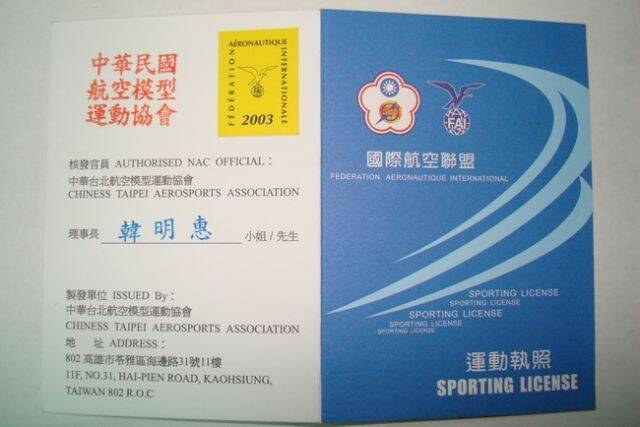 中華民國
航空模型
運動協會
FÉDÉRATION
AÉRONAUTIQUE
INTERNATIONALE
FAI
2003
核發官員 AUTHORISED NAC OFFICIAL：
中華台北航空模型運動協會
CHINESS TAIPEI AEROSPORTS ASSOCIATION
理事長 韓明惠 小姐/先生
製發單位 ISSUED By：
中華台北航空模型運動協會
CHINESS TAIPEI AEROSPORTS ASSOCIATION
地 址 ADDRESS：
802 高雄市苓雅區海邊路31號11樓
11F, NO.31, HAI-PIEN ROAD, KAOHSIUNG,
TAIWAN 802 R.O.C
FAI
國際航空聯盟
FEDERATION AERONAUTIQUE INTERNATIONAL
SPORTING LICENSE
SPORTING LICENSE
SPORTING LICENSE
SPORTING LICENSE
SPORTING LICENSE
運動執照
SPORTING LICENSE